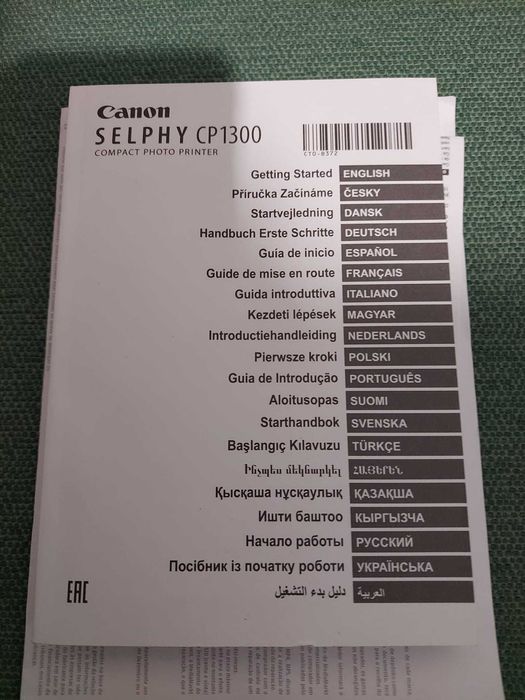 Canon
SELPHY CP1300
COMPACT PHOTO PRINTER
CT0-8372
Getting Started ENGLISH
Příručka Začínáme ČESKY
Startvejledning DANSK
Handbuch Erste Schritte DEUTSCH
Guía de inicio ESPAÑOL
Guide de mise en route FRANÇAIS
Guida introduttiva ITALIANO
Kezdeti lépések MAGYAR
Introductiehandleiding NEDERLANDS
Pierwsze kroki POLSKI
Guia de Introdução PORTUGUÊS
Aloitusopas SUOMI
Starthandbok SVENSKA
Başlangıç Kılavuzu TÜRKÇE
Ինչպես մեկնարկել ՀԱՅԵՐԵՆ
Қысқаша нұсқаулық ҚАЗАҚША
Ишти баштоо КЫРГЫЗЧА
Начало работы РУССКИЙ
Посібник із початку роботи УКРАЇНСЬКА
دليل بدء التشغيل العربية
EAC